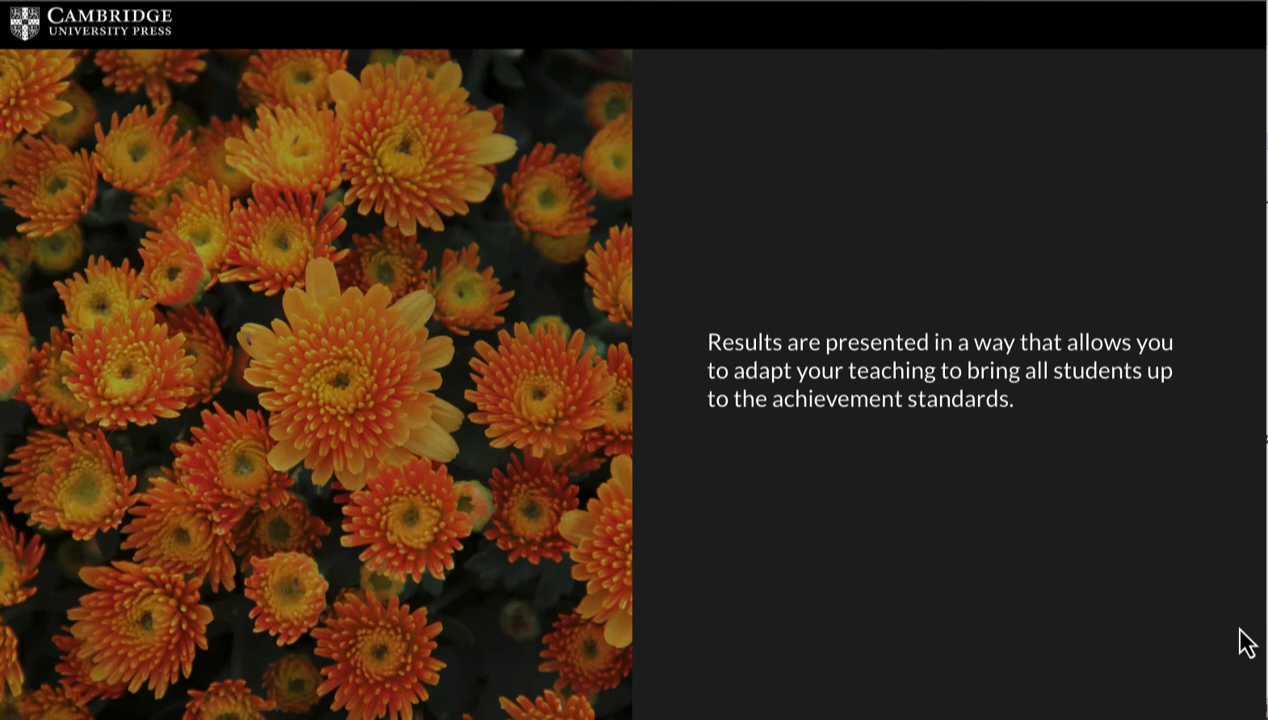 CAMBRIDGE
UNIVERSITY PRESS
Results are presented in a way that allows you
to adapt your teaching to bring all students up
to the achievement standards.